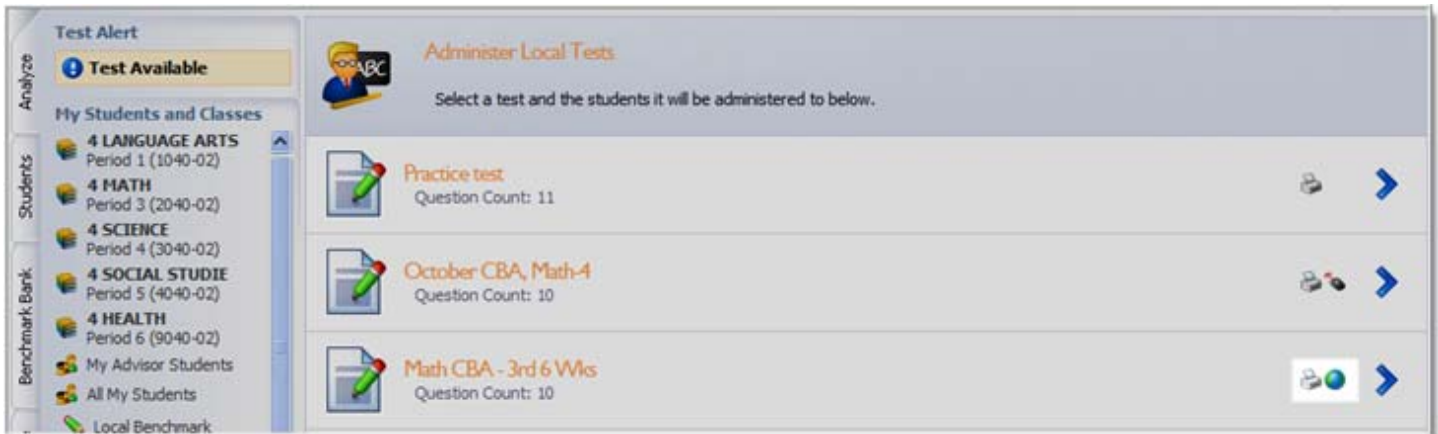 Analyze
Students
Benchmark Bank
Test Alert
Test Available
My Students and Classes
4 LANGUAGE ARTS
Period 1 (1040-02)
4 MATH
Period 3 (2040-02)
4 SCIENCE
Period 4 (3040-02)
4 SOCIAL STUDIE
Period 5 (4040-02)
4 HEALTH
Period 6 (9040-02)
My Advisor Students
All My Students
Local Benchmark
ABC
Administer Local Tests
Select a test and the students it will be administered to below.
Practice test
Question Count: 11
October CBA, Math-4
Question Count: 10
Math CBA - 3rd 6 Wks
Question Count: 10